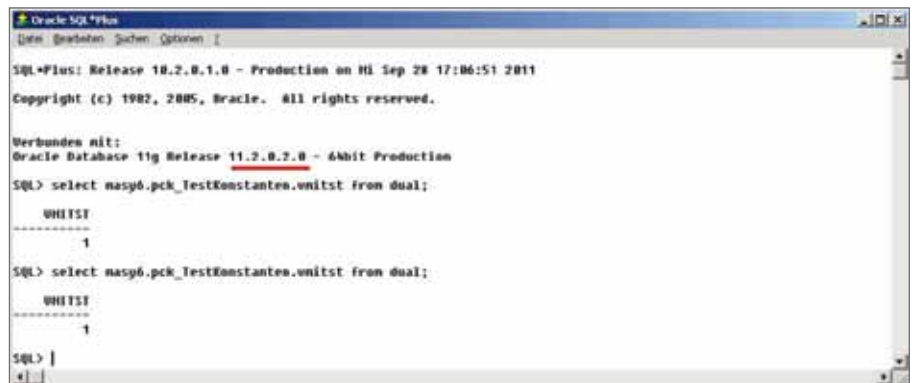 Oracle SQL*Plus
Datei Bearbeiten Suchen Optionen ?
SQL*Plus: Release 10.2.0.1.0 - Production on Mi Sep 28 17:06:51 2011
Copyright (c) 1982, 2005, Oracle. All rights reserved.
Verbunden mit:
Oracle Database 11g Release 11.2.0.2.0 - 64bit Production
SQL> select masy6.pck_TestKonstanten.vmitst from dual;
VMITST
----------
1
SQL> select masy6.pck_TestKonstanten.vmitst from dual;
VMITST
----------
1
SQL>